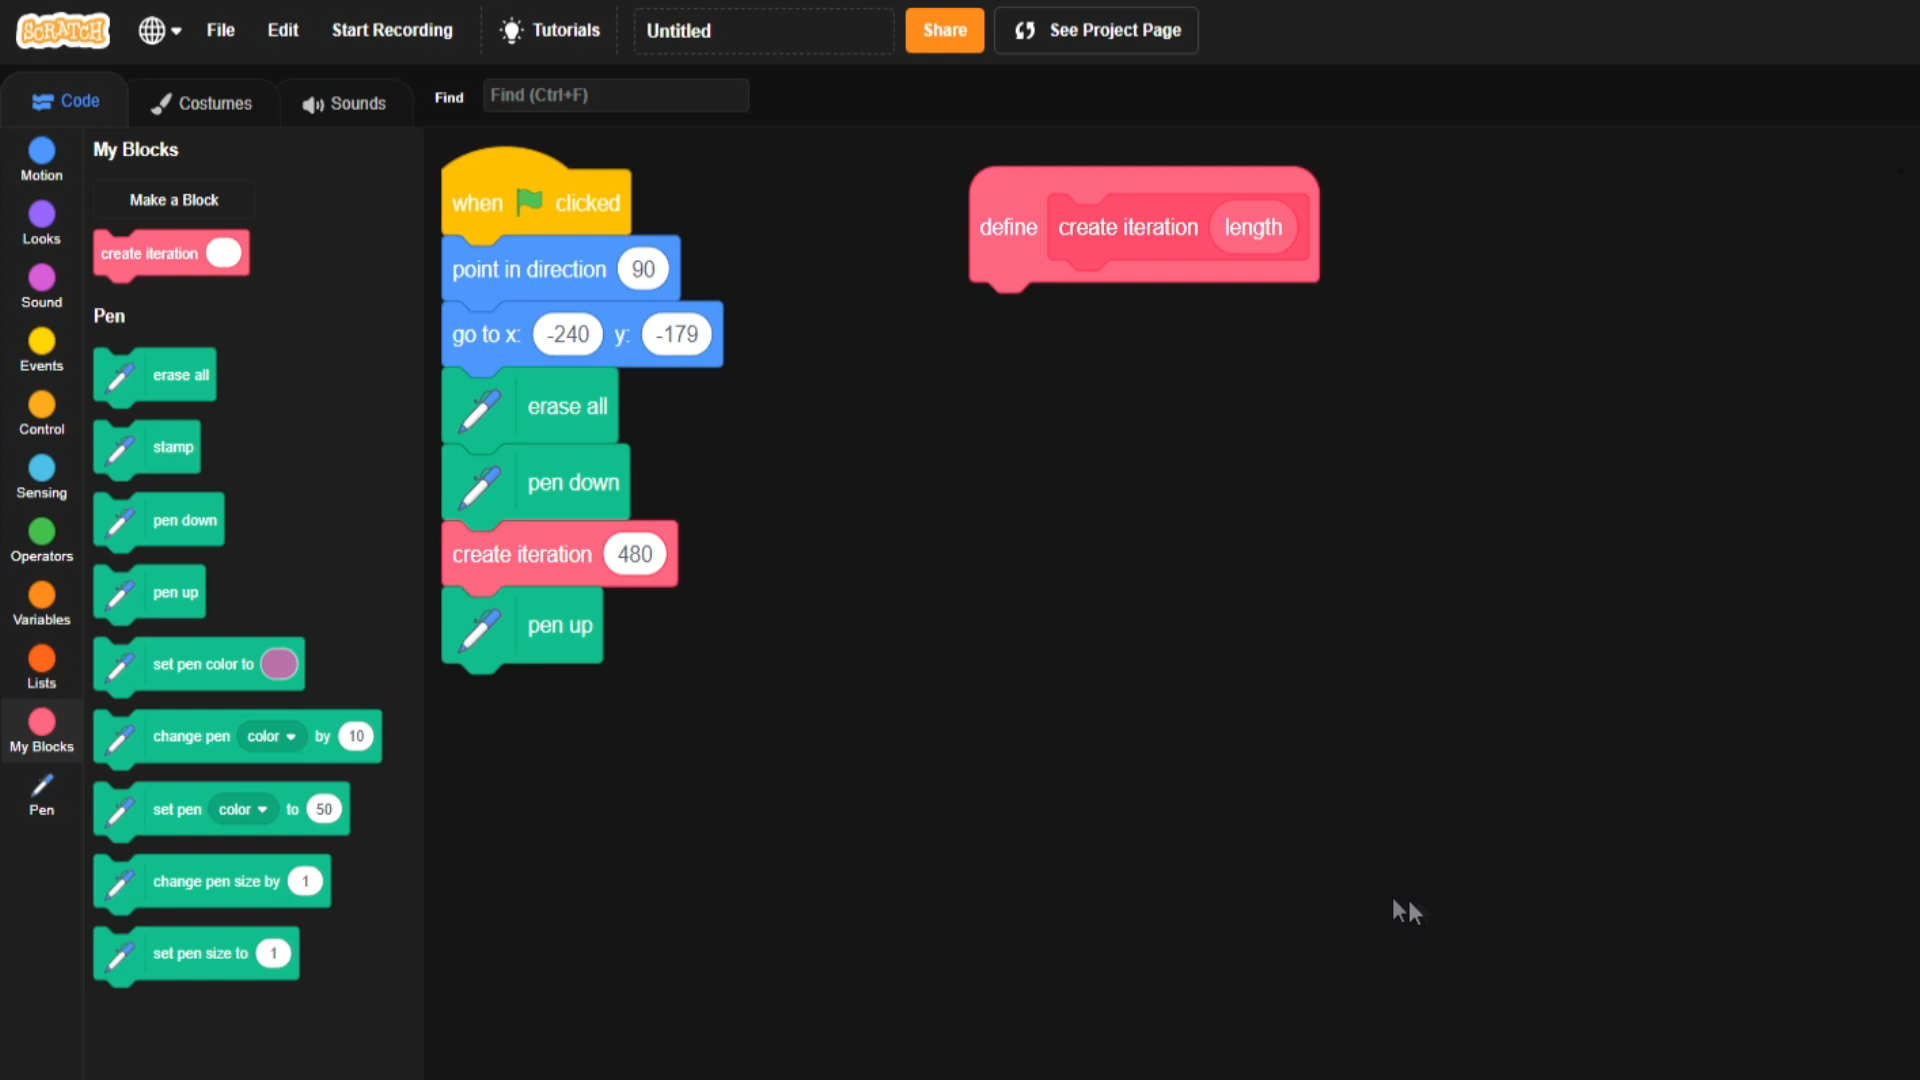 SCRATCH File Edit Start Recording Tutorials Untitled Share See Project Page
Code Costumes Sounds Find Find (Ctrl+F)
Motion
Looks
Sound
Events
Control
Sensing
Operators
Variables
Lists
My Blocks
Pen
My Blocks
Make a Block
create iteration
Pen
erase all
stamp
pen down
pen up
set pen color to
change pen color by 10
set pen color to 50
change pen size by 1
set pen size to 1
when clicked
point in direction 90
go to x: -240 y: -179
erase all
pen down
create iteration 480
pen up
define create iteration length